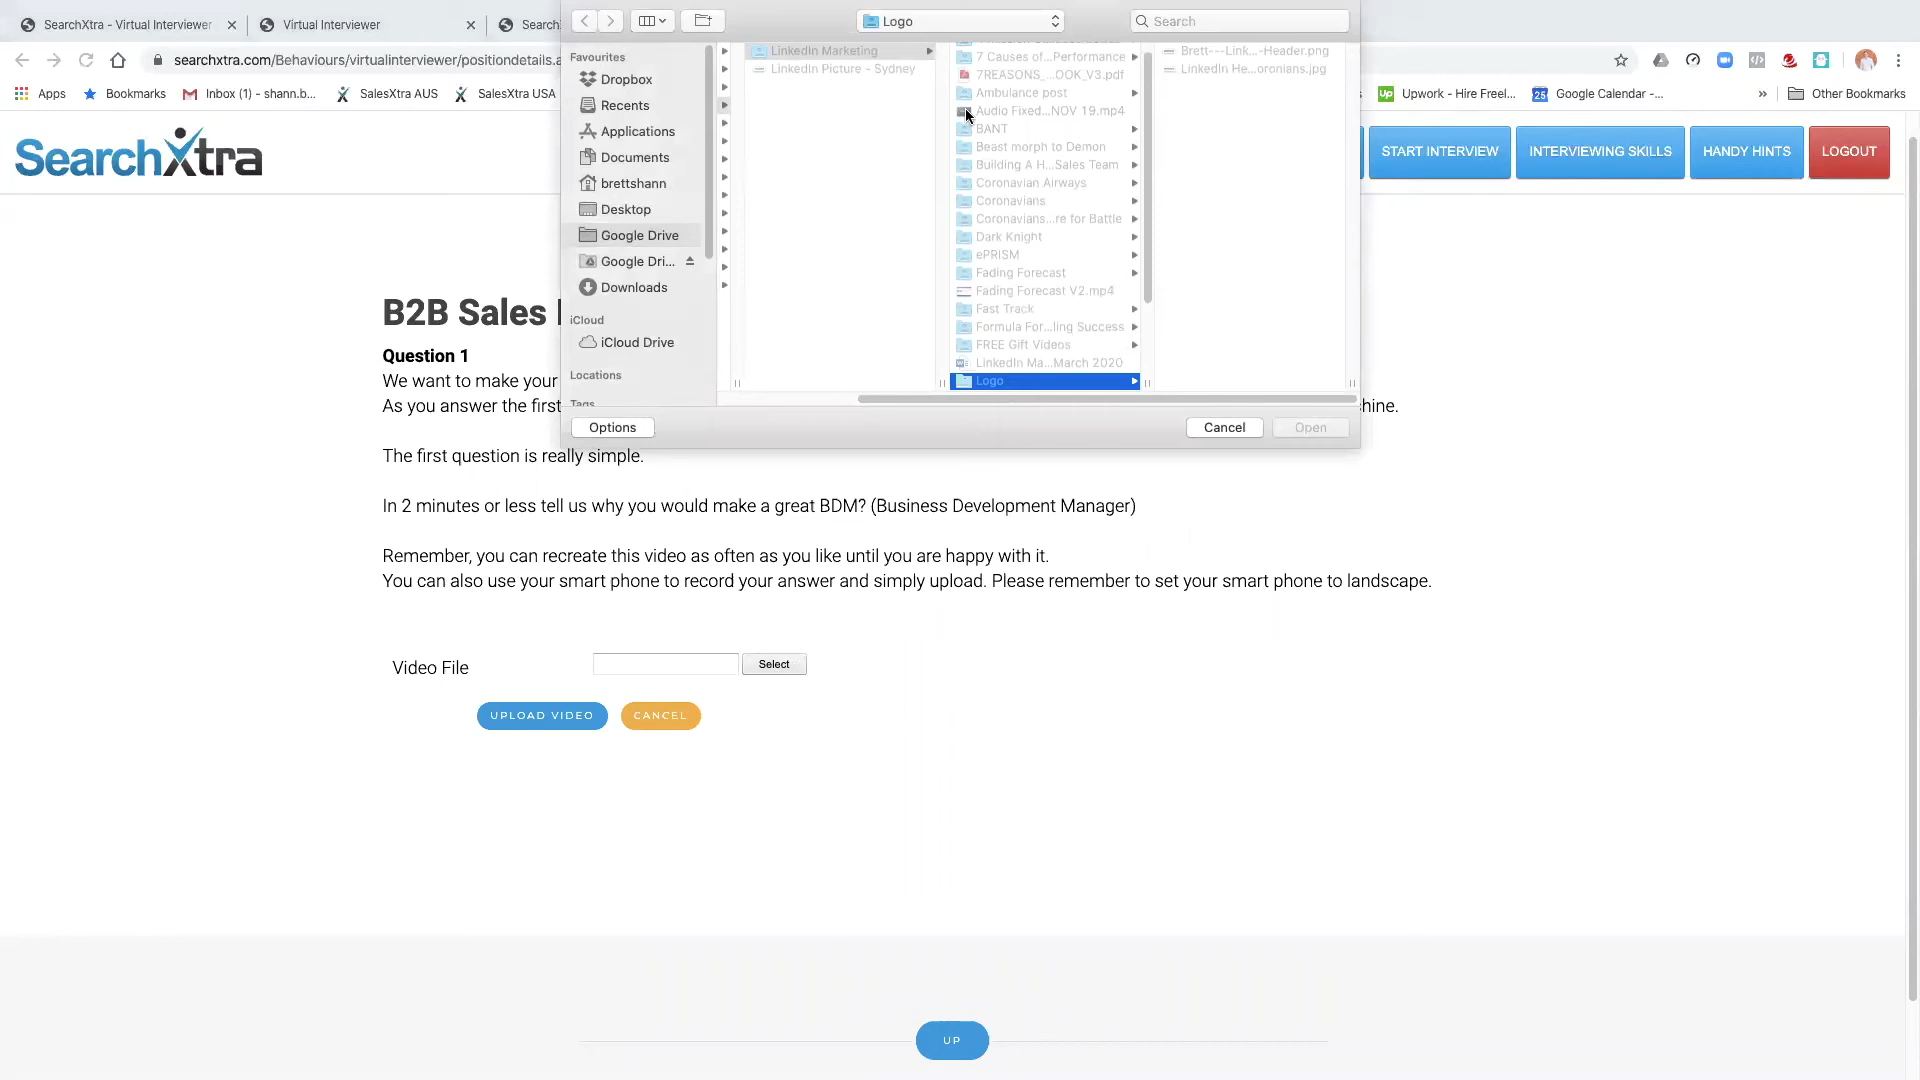 SearchXtra - Virtual Interviewer
Virtual Interviewer
Search
Logo
Search
searchxtra.com/Behaviours/virtualinterviewer/positiondetails.a
Apps
Bookmarks
Inbox (1) - shann.b...
SalesXtra AUS
SalesXtra USA
Upwork - Hire Freel...
Google Calendar -...
»
Other Bookmarks
SearchXtra
START INTERVIEW
INTERVIEWING SKILLS
HANDY HINTS
LOGOUT
Favourites
Dropbox
Recents
Applications
Documents
brettshann
Desktop
Google Drive
Google Dri...
Downloads
iCloud
iCloud Drive
Locations
Tags
LinkedIn Marketing
LinkedIn Picture - Sydney
7 Causes of...Performance
7REASONS_...OOK_V3.pdf
Ambulance post
Audio Fixed...NOV 19.mp4
BANT
Beast morph to Demon
Building A H...Sales Team
Coronavian Airways
Coronavians
Coronavians...re for Battle
Dark Knight
ePRISM
Fading Forecast
Fading Forecast V2.mp4
Fast Track
Formula For...ling Success
FREE Gift Videos
LinkedIn Ma...March 2020
Logo
Brett---Link...-Header.png
LinkedIn He...oronians.jpg
Options
Cancel
Open
B2B Sales
Question 1
We want to make your
As you answer the first
hine.
The first question is really simple.
In 2 minutes or less tell us why you would make a great BDM? (Business Development Manager)
Remember, you can recreate this video as often as you like until you are happy with it.
You can also use your smart phone to record your answer and simply upload. Please remember to set your smart phone to landscape.
Video File
Select
UPLOAD VIDEO
CANCEL
UP